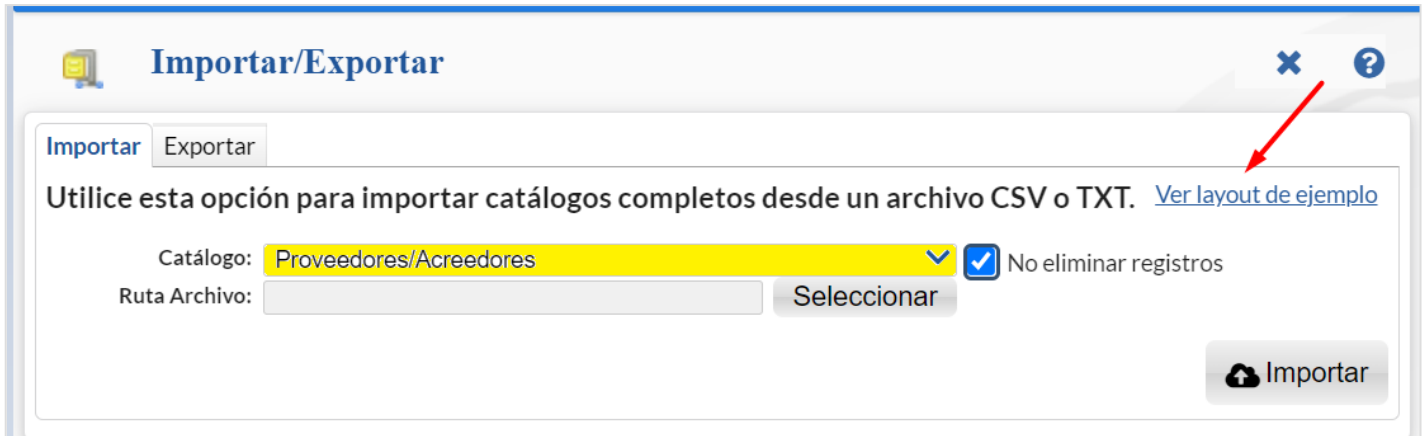 Importar/Exportar
Importar Exportar
Utilice esta opción para importar catálogos completos desde un archivo CSV o TXT. Ver layout de ejemplo
Catálogo: Proveedores/Acreedores No eliminar registros
Ruta Archivo: Seleccionar
Importar